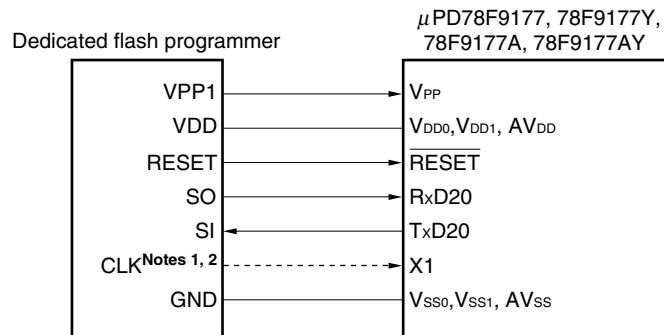 μPD78F9177, 78F9177Y,
Dedicated flash programmer
78F9177A, 78F9177AY
VPP1
VPP
VDD
VDD0,VDD1, AVDD
RESET
RESET
SO
RxD20
SI
TxD20
CLKNotes 1, 2
X1
GND
VSS0,VSS1, AVSS